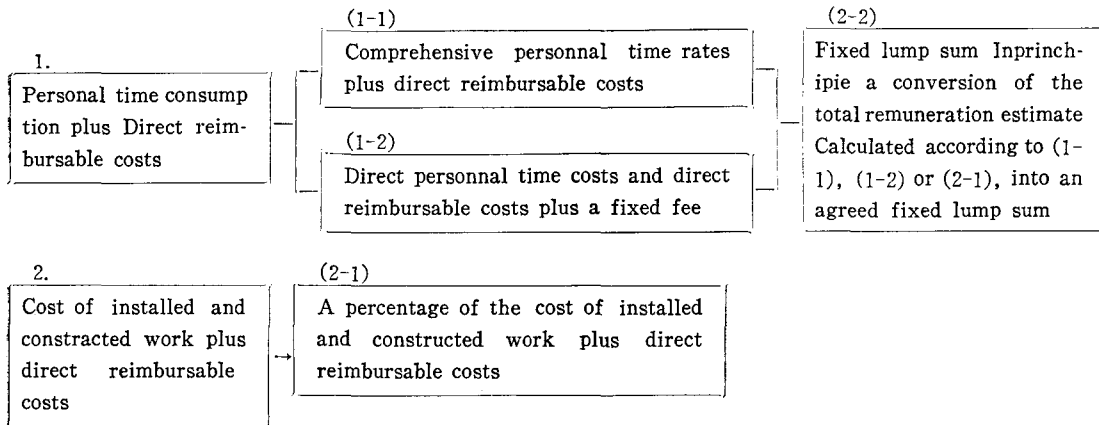 1.
Personal time consump
tion plus Direct reim-
bursable costs
(1-1)
Comprehensive personnal time rates
plus direct reimbursable costs
(1-2)
Direct personnal time costs and direct
reimbursable costs plus a fixed fee
(2-2)
Fixed lump sum Inprinch-
ipie a conversion of the
total remuneration estimate
Calculated according to (1-
1), (1-2) or (2-1), into an
agreed fixed lump sum
2.
Cost of installed and
constracted work plus
direct reimbursable
costs
(2-1)
A percentage of the cost of installed
and constructed work plus direct
reimbursable costs